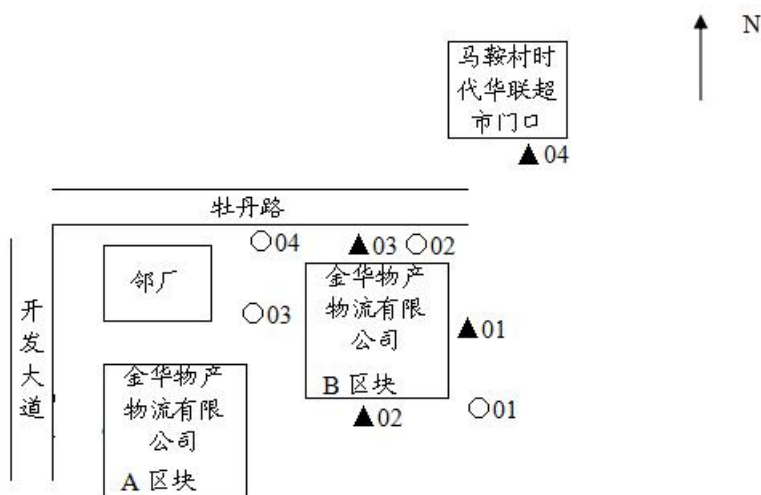 N
马鞍村时
代华联超
市门口
▲04
牡丹路
○04
▲03
○02
邻厂
金华物产
物流有限
公司
B 区块
○03
▲01
开发大道
▲02
○01
金华物产
物流有限
公司
A 区块